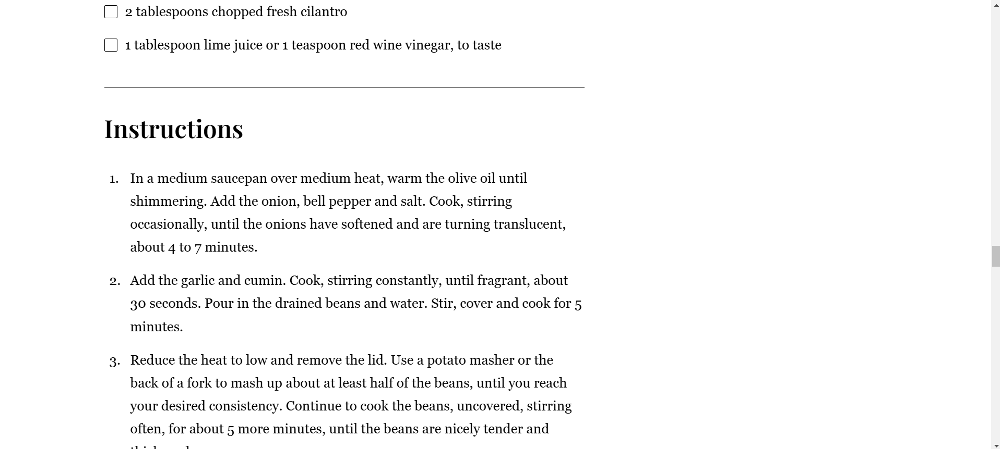 2 tablespoons chopped fresh cilantro
1 tablespoon lime juice or 1 teaspoon red wine vinegar, to taste
Instructions
1. In a medium saucepan over medium heat, warm the olive oil until
shimmering. Add the onion, bell pepper and salt. Cook, stirring
occasionally, until the onions have softened and are turning translucent,
about 4 to 7 minutes.
2. Add the garlic and cumin. Cook, stirring constantly, until fragrant, about
30 seconds. Pour in the drained beans and water. Stir, cover and cook for 5
minutes.
3. Reduce the heat to low and remove the lid. Use a potato masher or the
back of a fork to mash up about at least half of the beans, until you reach
your desired consistency. Continue to cook the beans, uncovered, stirring
often, for about 5 more minutes, until the beans are nicely tender and